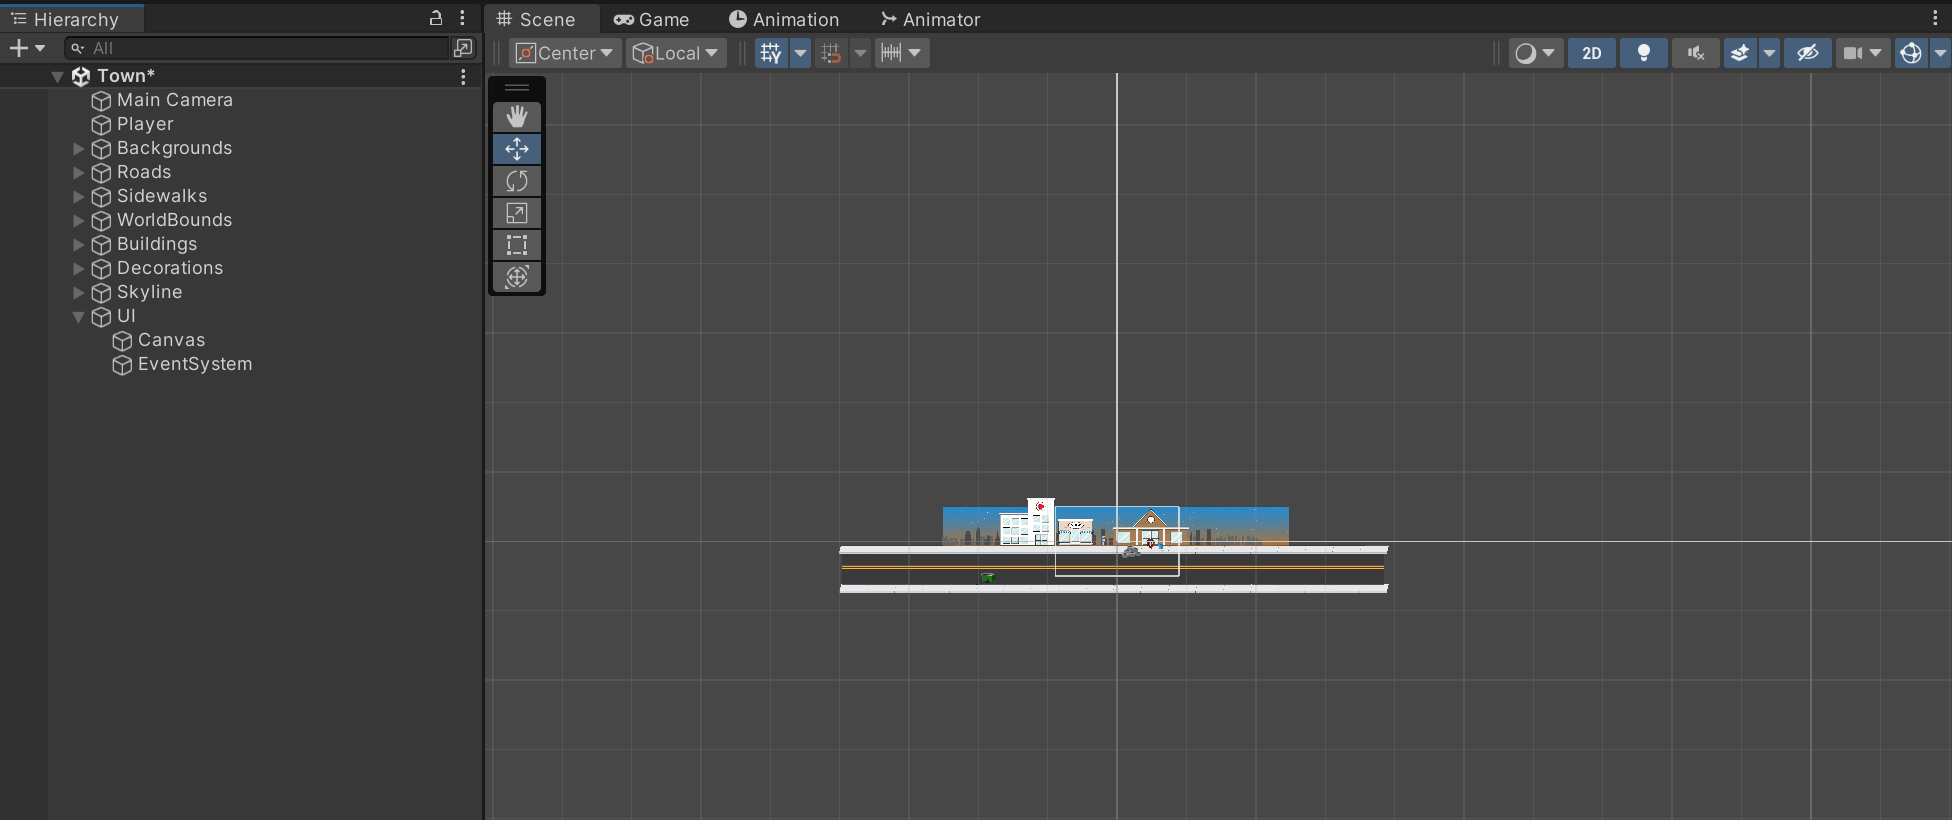 Hierarchy
All
Town*
Main Camera
Player
Backgrounds
Roads
Sidewalks
WorldBounds
Buildings
Decorations
Skyline
UI
Canvas
EventSystem
Scene Game Animation Animator
Center Local 2D